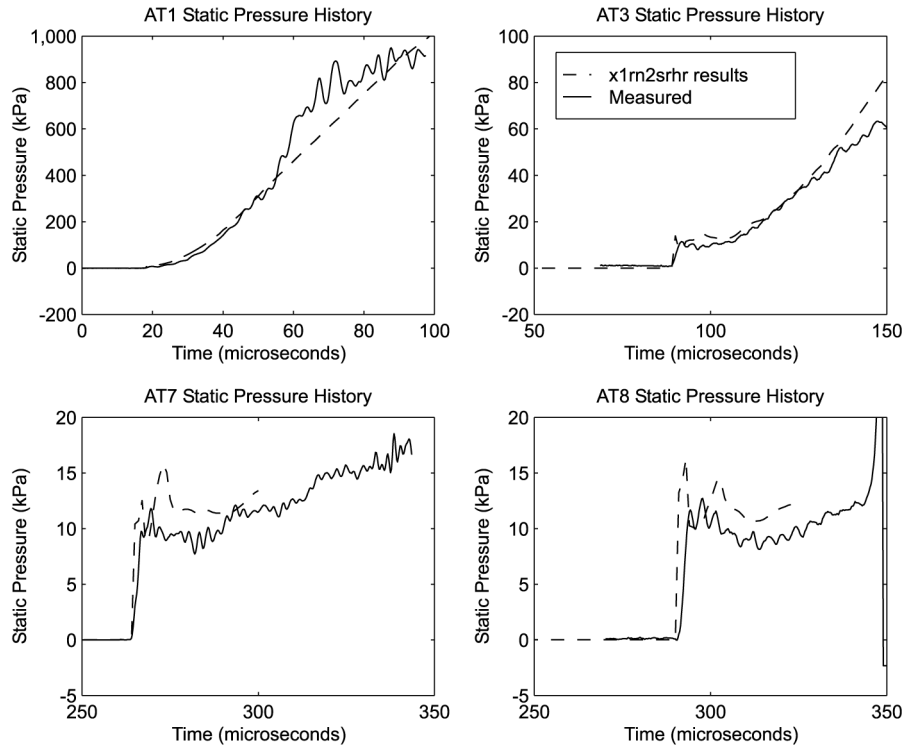 AT1 Static Pressure History
1,000
800
600
400
200
0
-200
0 20 40 60 80 100
Static Pressure (kPa)
Time (microseconds)
AT3 Static Pressure History
100
80
60
40
20
0
-20
50 100 150
Static Pressure (kPa)
Time (microseconds)
x1rn2srhr results
Measured
AT7 Static Pressure History
20
15
10
5
0
-5
250 300 350
Static Pressure (kPa)
Time (microseconds)
AT8 Static Pressure History
20
15
10
5
0
-5
250 300 350
Static Pressure (kPa)
Time (microseconds)